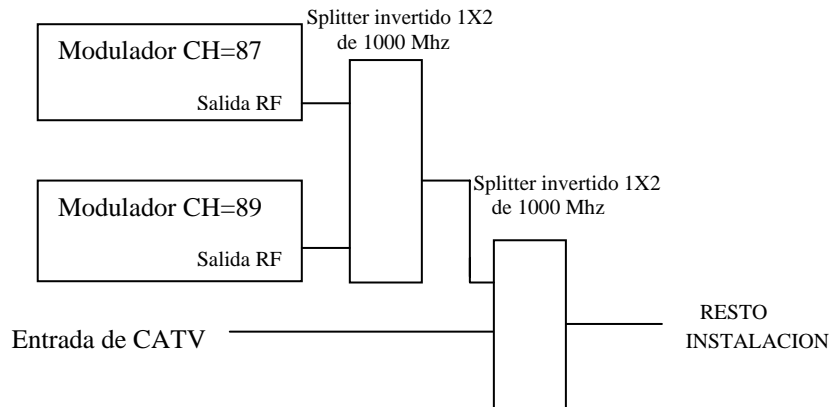 Splitter invertido 1X2
de 1000 Mhz
Modulador CH=87
Salida RF
Splitter invertido 1X2
de 1000 Mhz
Modulador CH=89
Salida RF
RESTO
INSTALACION
Entrada de CATV